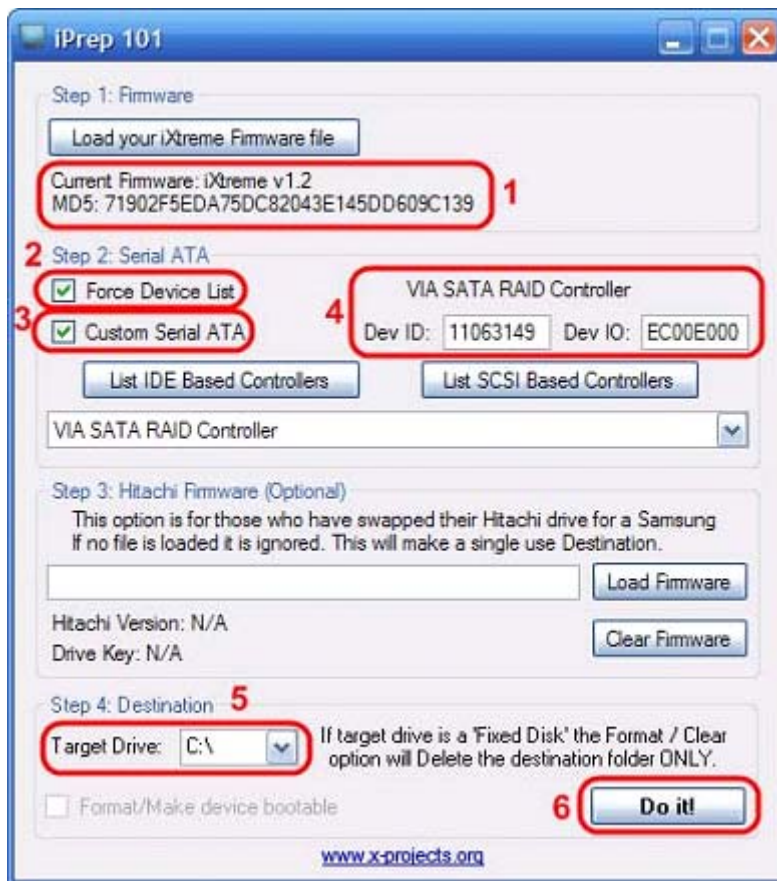 iPrep 101
Step 1: Firmware
Load your iXtreme Firmware file
Current Firmware: iXtreme v1.2
MD5: 71902F5EDA75DC82043E145DD609C139
1
Step 2: Serial ATA
2
Force Device List
3
Custom Serial ATA
4
VIA SATA RAID Controller
Dev ID: 11063149 Dev IO: EC00E000
List IDE Based Controllers
List SCSI Based Controllers
VIA SATA RAID Controller
Step 3: Hitachi Firmware (Optional)
This option is for those who have swapped their Hitachi drive for a Samsung
If no file is loaded it is ignored. This will make a single use Destination.
Load Firmware
Hitachi Version: N/A
Drive Key: N/A
Clear Firmware
Step 4: Destination
5
Target Drive: C:\
If target drive is a 'Fixed Disk' the Format / Clear
option will Delete the destination folder ONLY.
Format/Make device bootable
6
Do it!
www.x-projects.org